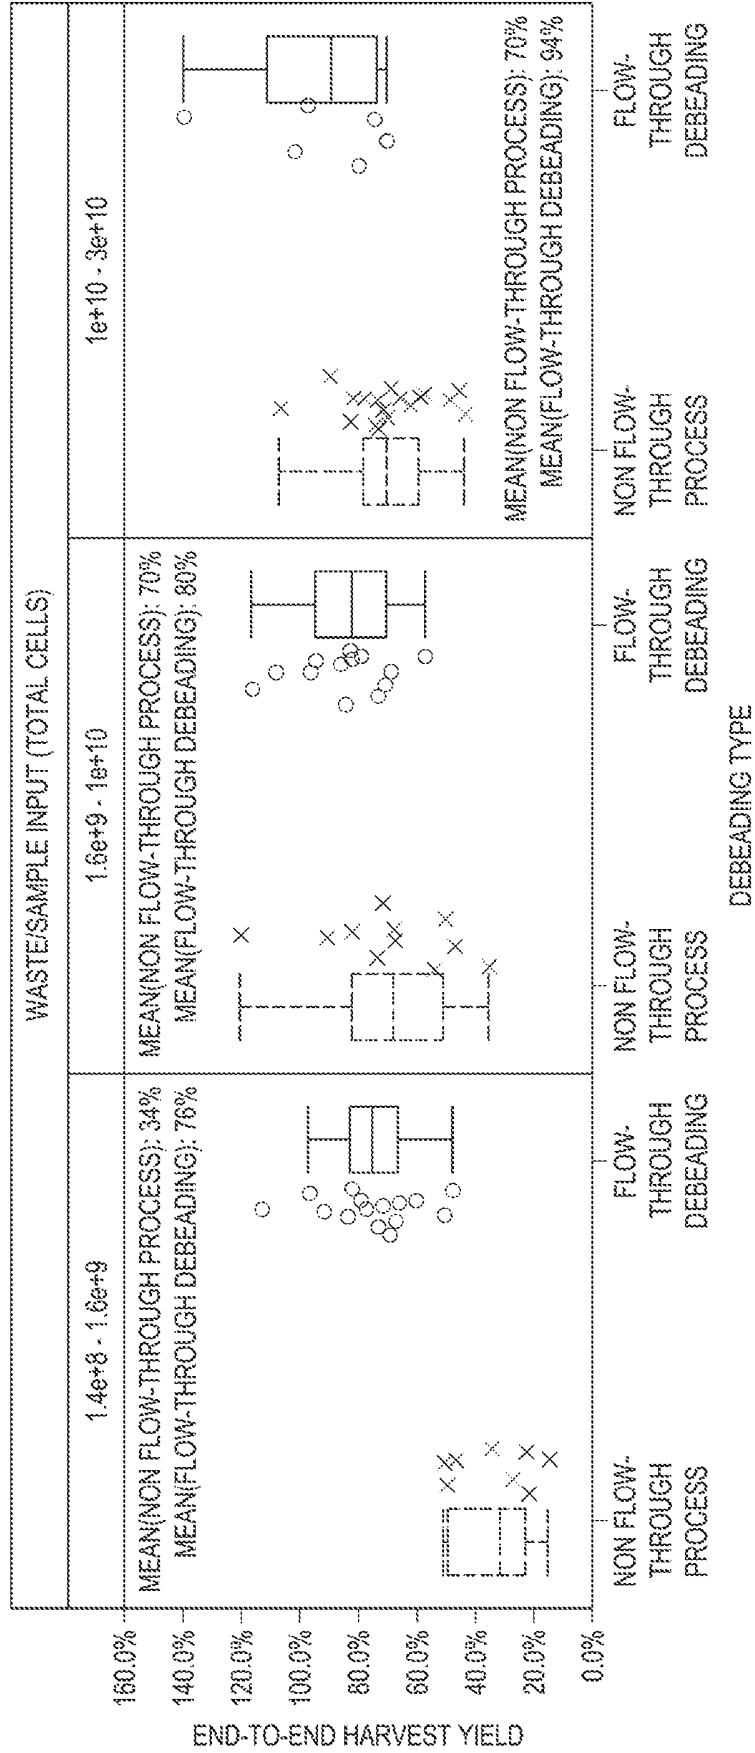 WASTE/SAMPLE INPUT (TOTAL CELLS)
1.4e+8 - 1.6e+9
1.6e+9 - 1e+10
1e+10 - 3e+10
MEAN(NON FLOW-THROUGH PROCESS): 34%
MEAN(FLOW-THROUGH DEBEADING): 76%
MEAN(NON FLOW-THROUGH PROCESS): 70%
MEAN(FLOW-THROUGH DEBEADING): 80%
MEAN(NON FLOW-THROUGH PROCESS): 70%
MEAN(FLOW-THROUGH DEBEADING): 94%
END-TO-END HARVEST YIELD
160.0%
140.0%
120.0%
100.0%
80.0%
60.0%
40.0%
20.0%
0.0%
NON FLOW-
THROUGH
PROCESS
FLOW-
THROUGH
DEBEADING
NON FLOW-
THROUGH
PROCESS
FLOW-
THROUGH
DEBEADING
NON FLOW-
THROUGH
PROCESS
FLOW-
THROUGH
DEBEADING
DEBEADING TYPE